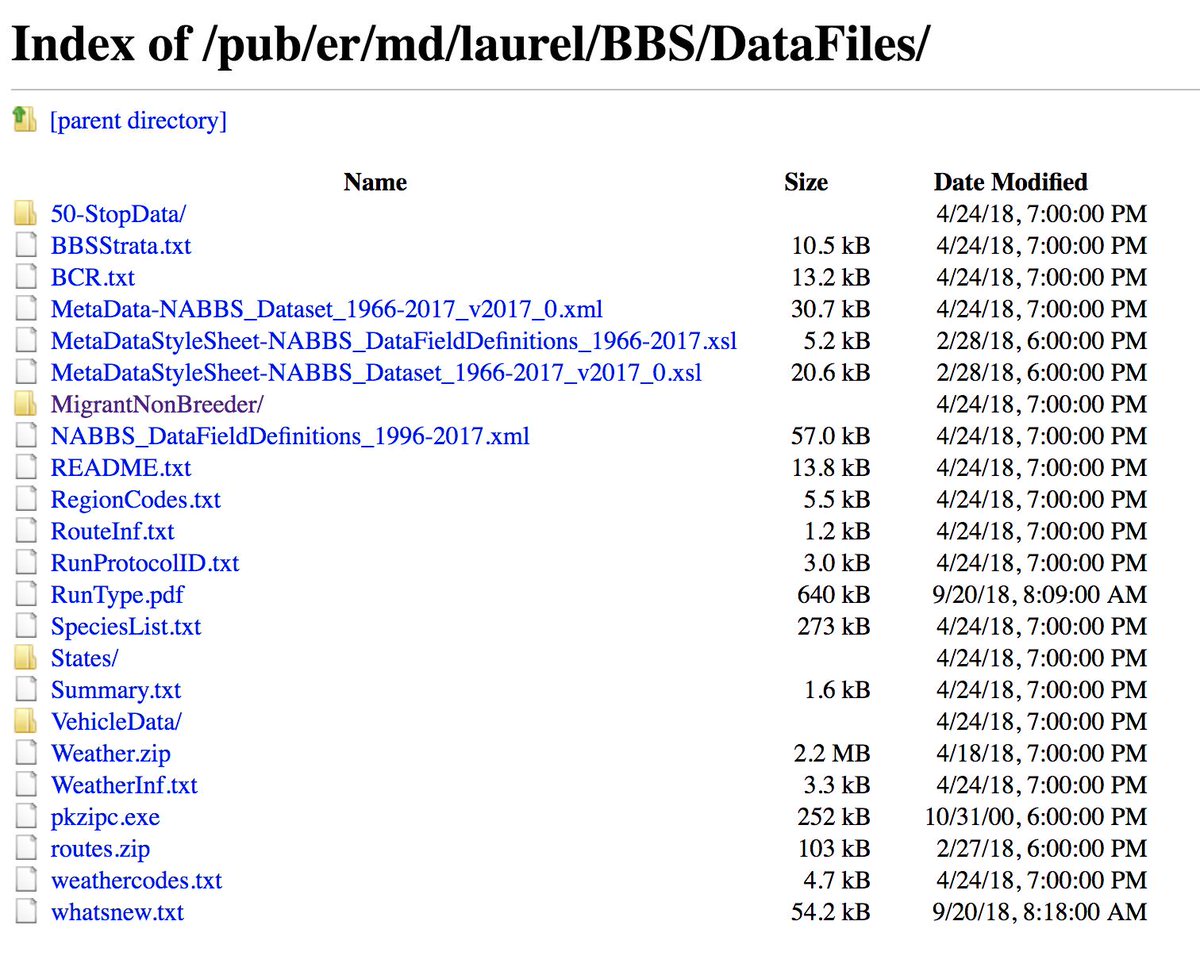 Index of /pub/er/md/laurel/BBS/DataFiles/
[parent directory]
Name Size Date Modified
50-StopData/ 4/24/18, 7:00:00 PM
BBSStrata.txt 10.5 kB 4/24/18, 7:00:00 PM
BCR.txt 13.2 kB 4/24/18, 7:00:00 PM
MetaData-NABBS_Dataset_1966-2017_v2017_0.xml 30.7 kB 4/24/18, 7:00:00 PM
MetaDataStyleSheet-NABBS_DataFieldDefinitions_1966-2017.xsl 5.2 kB 2/28/18, 6:00:00 PM
MetaDataStyleSheet-NABBS_Dataset_1966-2017_v2017_0.xsl 20.6 kB 2/28/18, 6:00:00 PM
MigrantNonBreeder/ 4/24/18, 7:00:00 PM
NABBS_DataFieldDefinitions_1996-2017.xml 57.0 kB 4/24/18, 7:00:00 PM
README.txt 13.8 kB 4/24/18, 7:00:00 PM
RegionCodes.txt 5.5 kB 4/24/18, 7:00:00 PM
RouteInf.txt 1.2 kB 4/24/18, 7:00:00 PM
RunProtocolID.txt 3.0 kB 4/24/18, 7:00:00 PM
RunType.pdf 640 kB 9/20/18, 8:09:00 AM
SpeciesList.txt 273 kB 4/24/18, 7:00:00 PM
States/ 4/24/18, 7:00:00 PM
Summary.txt 1.6 kB 4/24/18, 7:00:00 PM
VehicleData/ 4/24/18, 7:00:00 PM
Weather.zip 2.2 MB 4/18/18, 7:00:00 PM
WeatherInf.txt 3.3 kB 4/24/18, 7:00:00 PM
pkzipc.exe 252 kB 10/31/00, 6:00:00 PM
routes.zip 103 kB 2/27/18, 6:00:00 PM
weathercodes.txt 4.7 kB 4/24/18, 7:00:00 PM
whatsnew.txt 54.2 kB 9/20/18, 8:18:00 AM